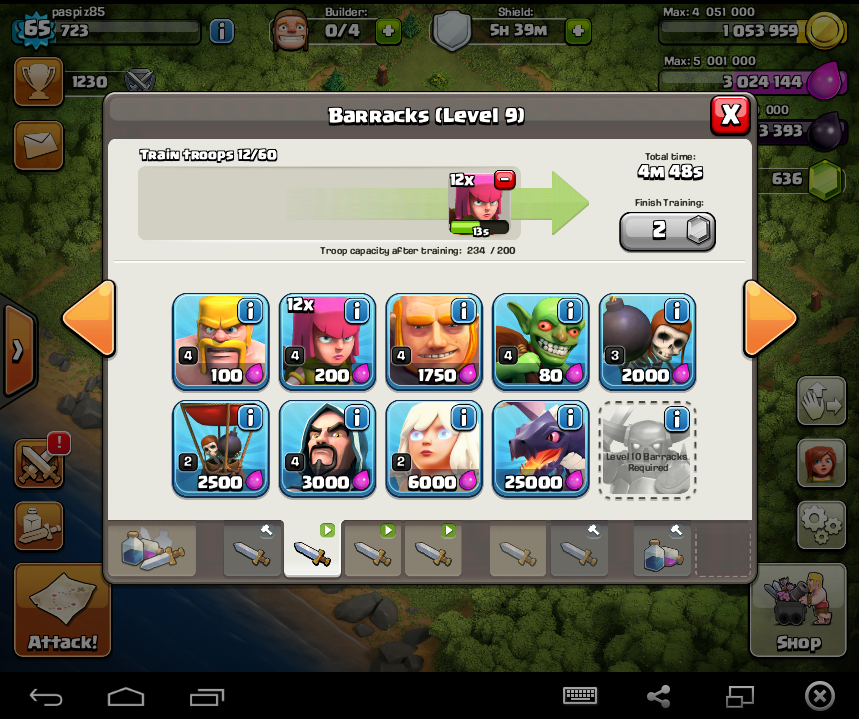 paspiz85
65
723
Builder:
0/4
Shield:
5H 39M
Max: 4 051 000
1 053 959
1230
Max: 5 001 000
3 024 144
000
3 393
636
Barracks (Level 9)
X
Train troops 12/60
12x
13s
Total time:
4M 48s
Finish Training:
2
Troop capacity after training: 234 / 200
4 100
12x 4 200
4 1750
4 80
3 2000
2 2500
4 3000
2 6000
25000
Level 10 Barracks
Required
Attack!
Shop